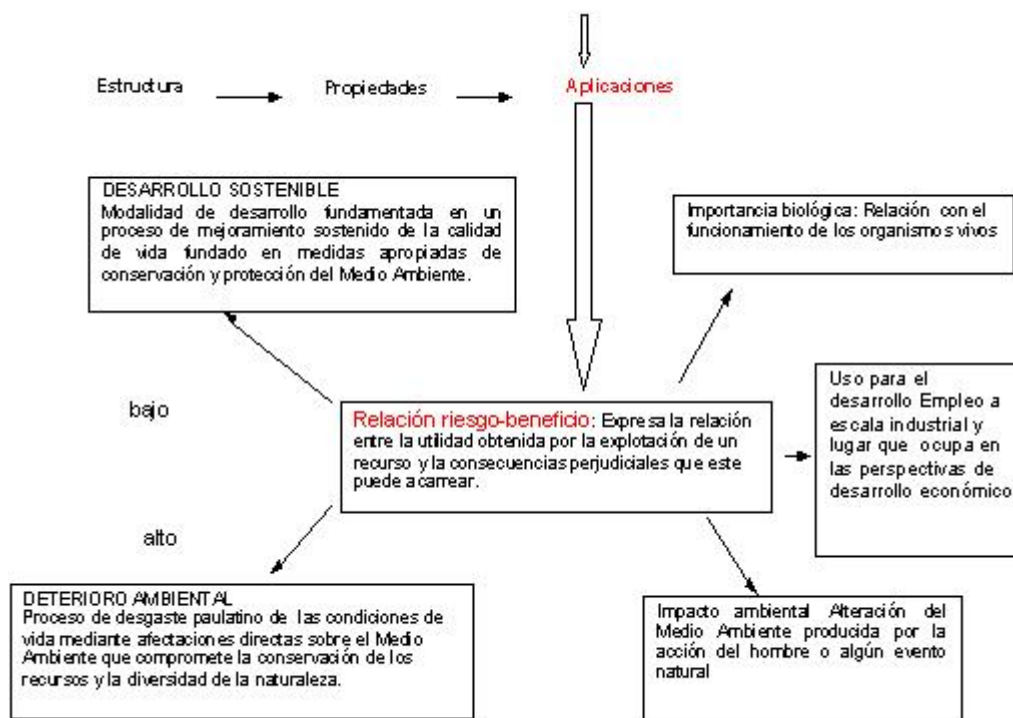 Estructura
Propiedades
Aplicaciones
DESARROLLO SOSTENIBLE
Modalidad de desarrollo fundamentada en un
proceso de mejoramiento sostenido de la calidad
de vida fundado en medidas apropiadas de
conservación y protección del Medio Ambiente.
Importancia biológica: Relación con el
funcionamiento de los organismos vivos
bajo
Relación riesgo-beneficio: Expresa la relación
entre la utilidad obtenida por la explotación de un
recurso y la consecuencias perjudiciales que este
puede acarrear.
Uso para el
desarrollo Empleo a
escala industrial y
lugar que ocupa en
las perspectivas de
desarrollo económico
alto
DETERIORO AMBIENTAL
Proceso de desgaste paulatino de las condiciones de
vida mediante afectaciones directas sobre el Medio
Ambiente que compromete la conservación de los
recursos y la diversidad de la naturaleza.
Impacto ambiental Alteración del
Medio Ambiente producida por la
acción del hombre o algún evento
natural